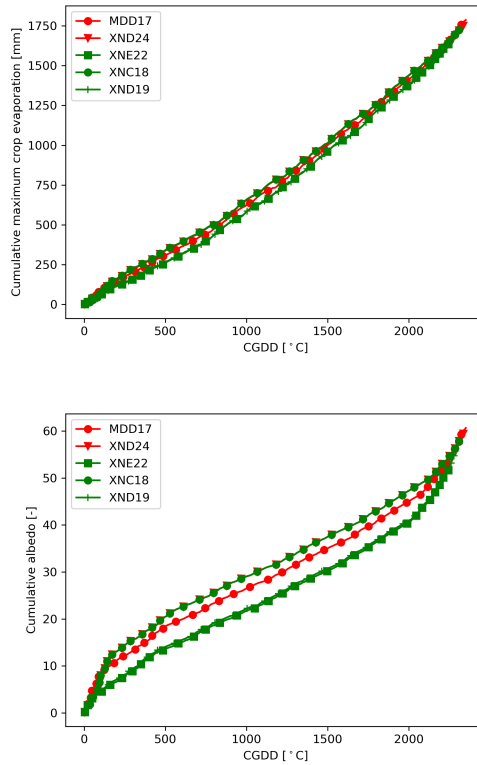 Cumulative maximum crop evaporation [mm]
1750
1500
1250
1000
750
500
250
0
MDD17
XND24
XNE22
XNC18
XND19
0 500 1000 1500 2000
CGDD [°C]
Cumulative albedo [-]
60
50
40
30
20
10
0
MDD17
XND24
XNE22
XNC18
XND19
0 500 1000 1500 2000
CGDD [°C]